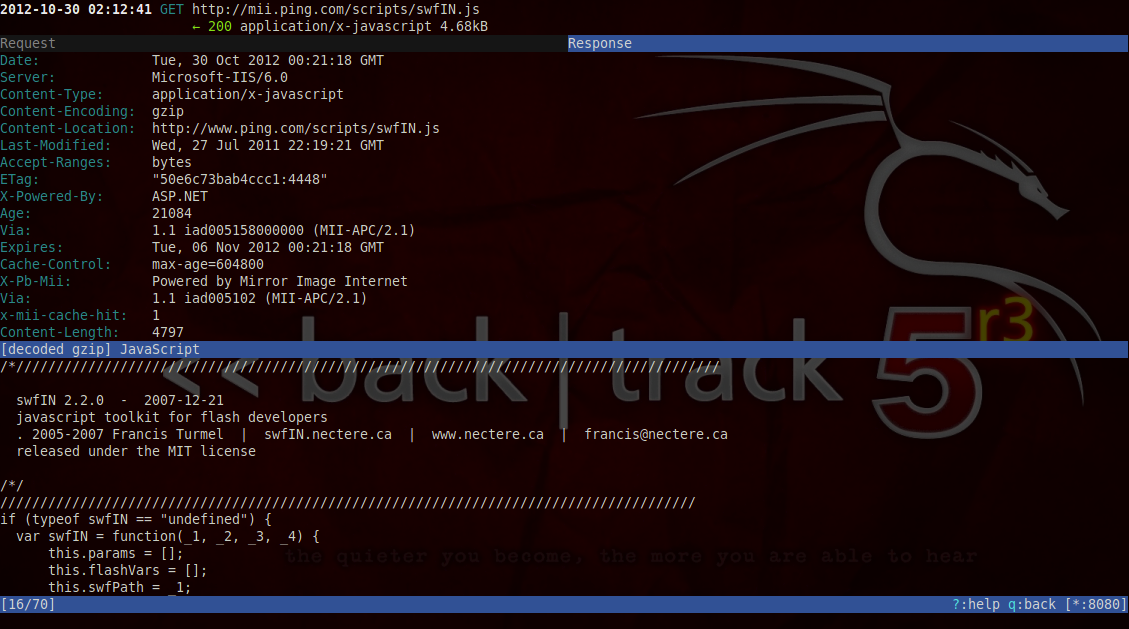 2012-10-30 02:12:41 GET http://mii.ping.com/scripts/swfIN.js
← 200 application/x-javascript 4.68kB
Request Response
Date: Tue, 30 Oct 2012 00:21:18 GMT
Server: Microsoft-IIS/6.0
Content-Type: application/x-javascript
Content-Encoding: gzip
Content-Location: http://www.ping.com/scripts/swfIN.js
Last-Modified: Wed, 27 Jul 2011 22:19:21 GMT
Accept-Ranges: bytes
ETag: "50e6c73bab4ccc1:4448"
X-Powered-By: ASP.NET
Age: 21084
Via: 1.1 iad005158000000 (MII-APC/2.1)
Expires: Tue, 06 Nov 2012 00:21:18 GMT
Cache-Control: max-age=604800
X-Pb-Mii: Powered by Mirror Image Internet
Via: 1.1 iad005102 (MII-APC/2.1)
x-mii-cache-hit: 1
Content-Length: 4797
[decoded gzip] JavaScript
/*////////////////////////////////////////////////////////////////////////////////////////
swfIN 2.2.0 - 2007-12-21
javascript toolkit for flash developers
. 2005-2007 Francis Turmel | swfIN.nectere.ca | www.nectere.ca | francis@nectere.ca
released under the MIT license
/*/
///////////////////////////////////////////////////////////////////////////////////////
if (typeof swfIN == "undefined") {
var swfIN = function(_1, _2, _3, _4) {
this.params = [];
this.flashVars = [];
this.swfPath = _1;
[16/70] ?:help q:back [*:8080]
<< back | track 5 r3
the quieter you become, the more you are able to hear